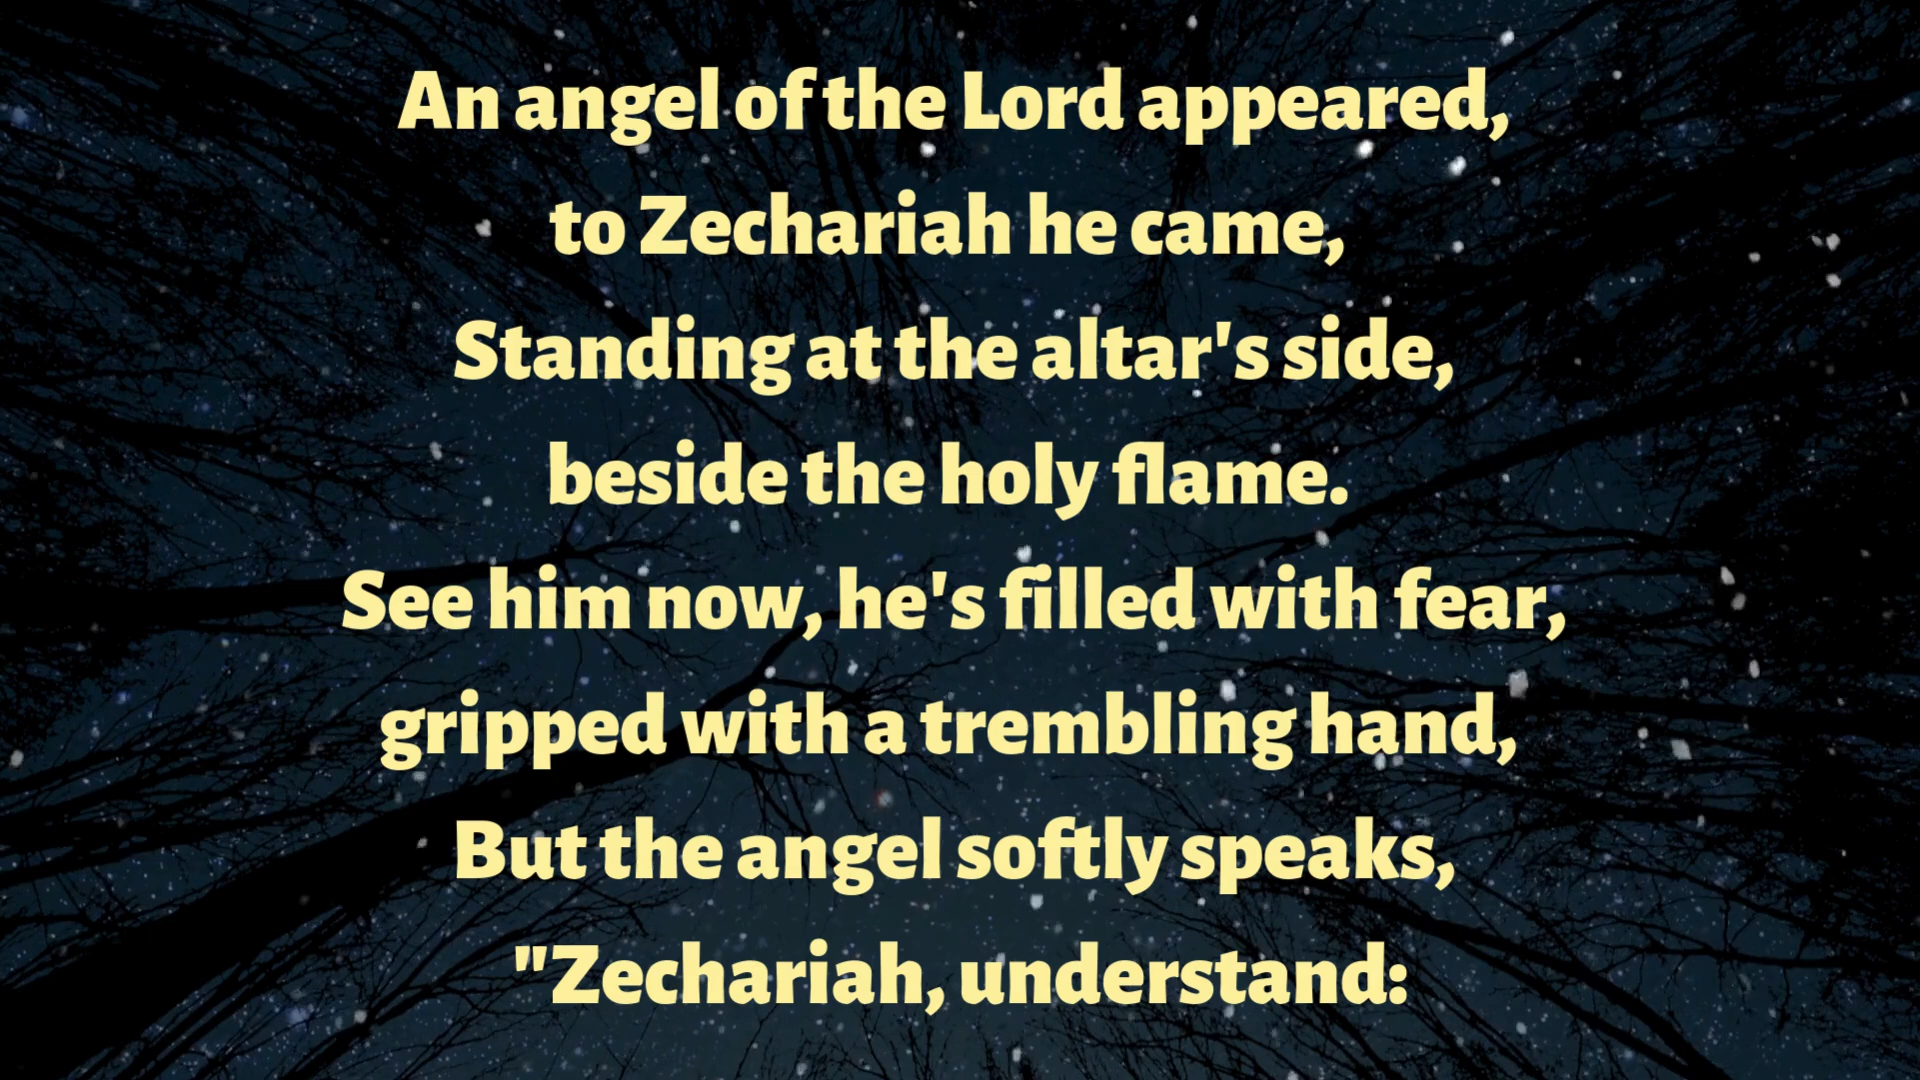 An angel of the Lord appeared,
to Zechariah he came,
Standing at the altar's side,
beside the holy flame.
See him now, he's filled with fear,
gripped with a trembling hand,
But the angel softly speaks,
"Zechariah, understand: